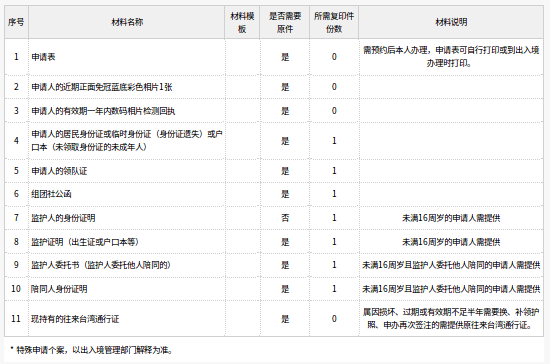 序号 材料名称 材料模板 是否需要原件 所需复印件份数 材料说明
1 申请表 是 0 需预约后本人办理，申请表可自行打印或到出入境办理时打印。
2 申请人的近期正面免冠蓝底彩色相片1张 是 0
3 申请人的有效期一年内数码相片检测回执 是 0
4 申请人的居民身份证或临时身份证（身份证遗失）或户口本（未领取身份证的未成年人） 是 1
5 申请人的领队证 是 1
6 组团社公函 是 1
7 监护人的身份证明 否 1 未满16周岁的申请人需提供
8 监护证明（出生证或户口本等） 是 1 未满16周岁的申请人需提供
9 监护人委托书（监护人委托他人陪同的） 是 1 未满16周岁且监护人委托他人陪同的申请人需提供
10 陪同人身份证明 是 1 未满16周岁且监护人委托他人陪同的申请人需提供
11 现持有的往来台湾通行证 是 0 属因损坏、过期或有效期不足半年需要换、补领护照、申办再次签注的需提供原往来台湾通行证。
* 特殊申请个案，以出入境管理部门解释为准。